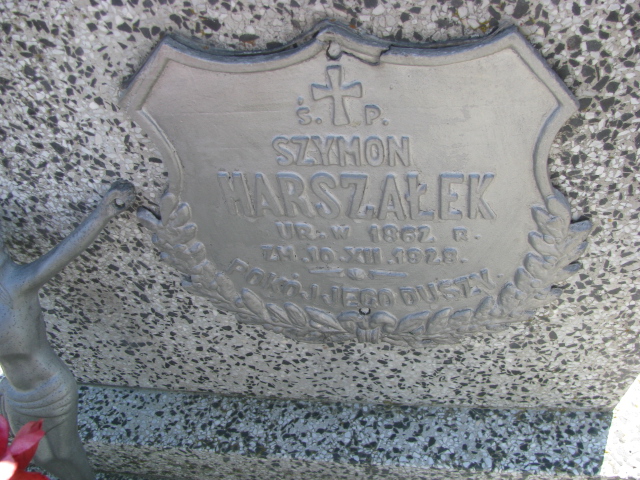 Ś. P.
SZYMON
MARSZAŁEK
UR. W 1862 R.
ZM. 10.XII.1928.
POKÓJ JEGO DUSZY.